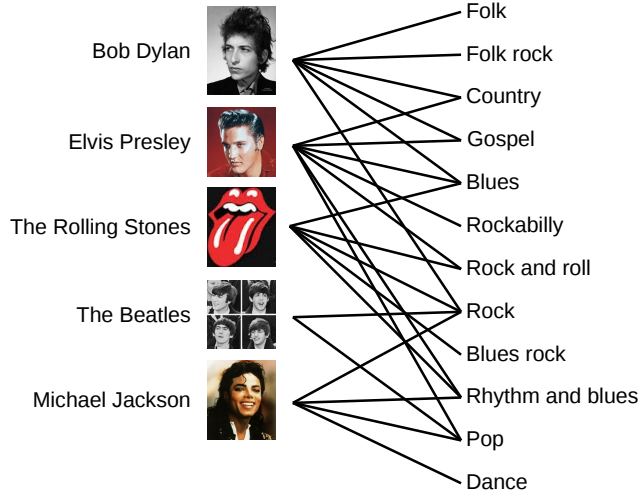 Bob Dylan
Elvis Presley
The Rolling Stones
The Beatles
Michael Jackson
Folk
Folk rock
Country
Gospel
Blues
Rockabilly
Rock and roll
Rock
Blues rock
Rhythm and blues
Pop
Dance